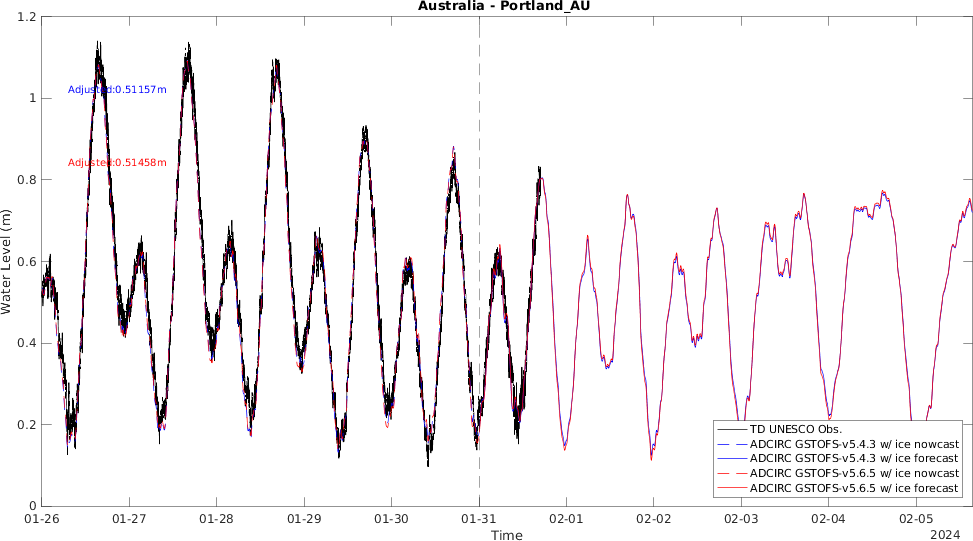 Australia - Portland_AU
1.2
1
0.8
0.6
0.4
0.2
0
Water Level (m)
Adjusted:0.51157m
Adjusted:0.51458m
TD UNESCO Obs.
ADCIRC GSTOFS-v5.4.3 w/ ice nowcast
ADCIRC GSTOFS-v5.4.3 w/ ice forecast
ADCIRC GSTOFS-v5.6.5 w/ ice nowcast
ADCIRC GSTOFS-v5.6.5 w/ ice forecast
01-26 01-27 01-28 01-29 01-30 01-31 02-01 02-02 02-03 02-04 02-05
Time
2024